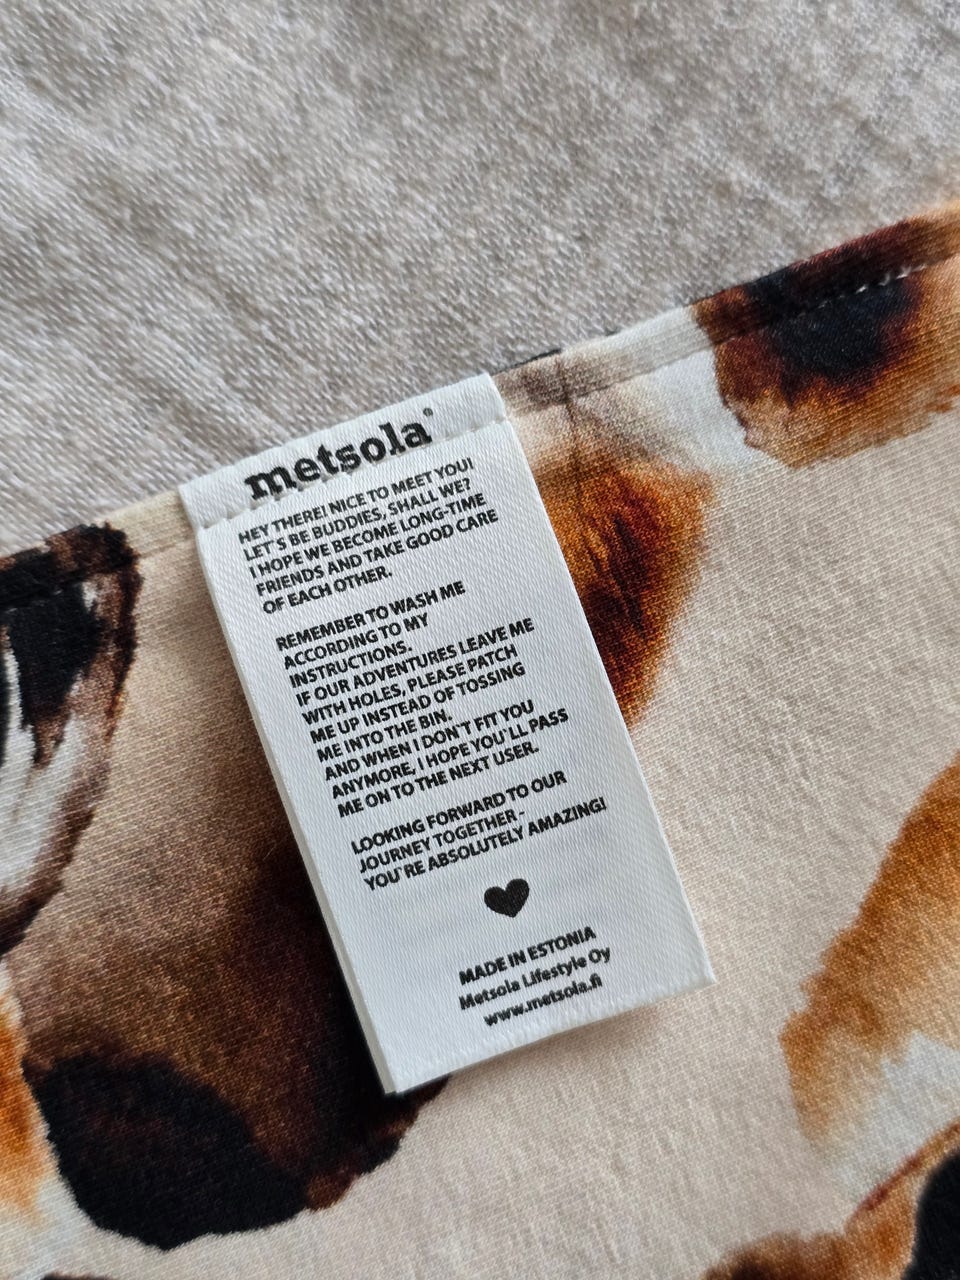 metsola®
HEY THERE! NICE TO MEET YOU!
LET`S BE BUDDIES, SHALL WE?
I HOPE WE BECOME LONG-TIME
FRIENDS AND TAKE GOOD CARE
OF EACH OTHER.
REMEMBER TO WASH ME
ACCORDING TO MY
INSTRUCTIONS.
IF OUR ADVENTURES LEAVE ME
WITH HOLES, PLEASE PATCH
ME UP INSTEAD OF TOSSING
ME INTO THE BIN.
AND WHEN I DON`T FIT YOU
ANYMORE, I HOPE YOU`LL PASS
ME ON TO THE NEXT USER.
LOOKING FORWARD TO OUR
JOURNEY TOGETHER -
YOU`RE ABSOLUTELY AMAZING!
MADE IN ESTONIA
Metsola Lifestyle Oy
www.metsola.fi